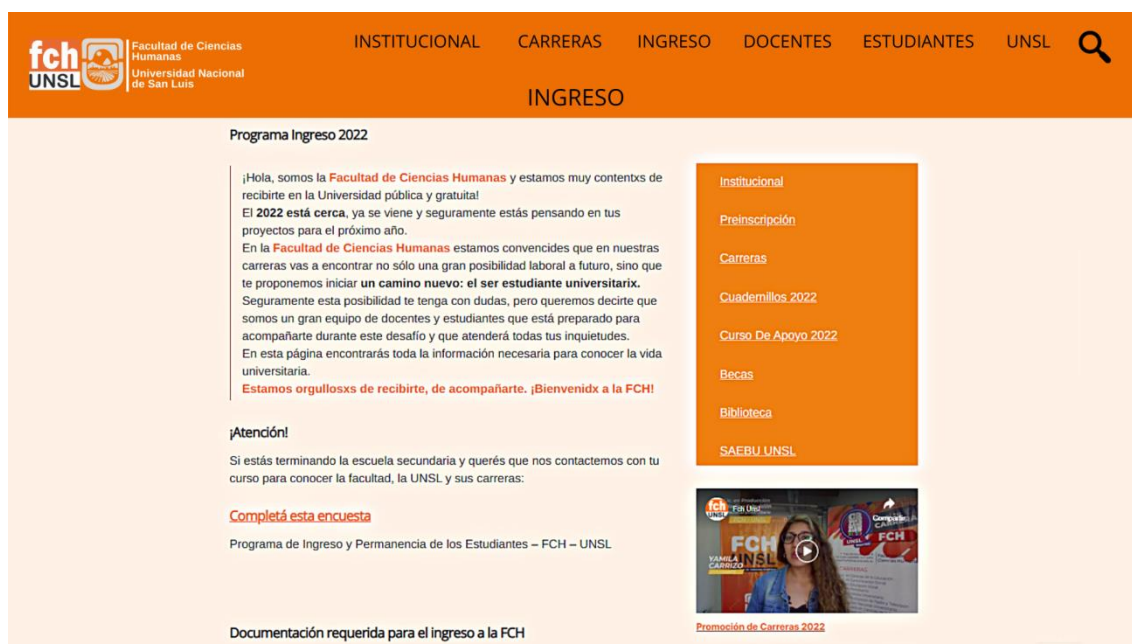 fch
UNSL
Facultad de Ciencias
Humanas
Universidad Nacional
de San Luis
INSTITUCIONAL CARRERAS INGRESO DOCENTES ESTUDIANTES UNSL
INGRESO
Programa Ingreso 2022
¡Hola, somos la Facultad de Ciencias Humanas y estamos muy contentxs de
recibirte en la Universidad pública y gratuita!
El 2022 está cerca, ya se viene y seguramente estás pensando en tus
proyectos para el próximo año.
En la Facultad de Ciencias Humanas estamos convencides que en nuestras
carreras vas a encontrar no sólo una gran posibilidad laboral a futuro, sino que
te proponemos iniciar un camino nuevo: el ser estudiante universitarix.
Seguramente esta posibilidad te tenga con dudas, pero queremos decirte que
somos un gran equipo de docentes y estudiantes que está preparado para
acompañarte durante este desafío y que atenderá todas tus inquietudes.
En esta página encontrarás toda la información necesaria para conocer la vida
universitaria.
Estamos orgullosxs de recibirte, de acompañarte. ¡Bienvenidx a la FCH!
¡Atención!
Si estás terminando la escuela secundaria y querés que nos contactemos con tu
curso para conocer la facultad, la UNSL y sus carreras:
Completá esta encuesta
Programa de Ingreso y Permanencia de los Estudiantes – FCH – UNSL
Documentación requerida para el ingreso a la FCH
Institucional
Preinscripción
Carreras
Cuadernillos 2022
Curso De Apoyo 2022
Becas
Biblioteca
SAEBU UNSL
fch
UNSL
Fch Unsl
Compartir
FCH
UNSL
YAMILA
CARRIZO
FCH
Promoción de Carreras 2022